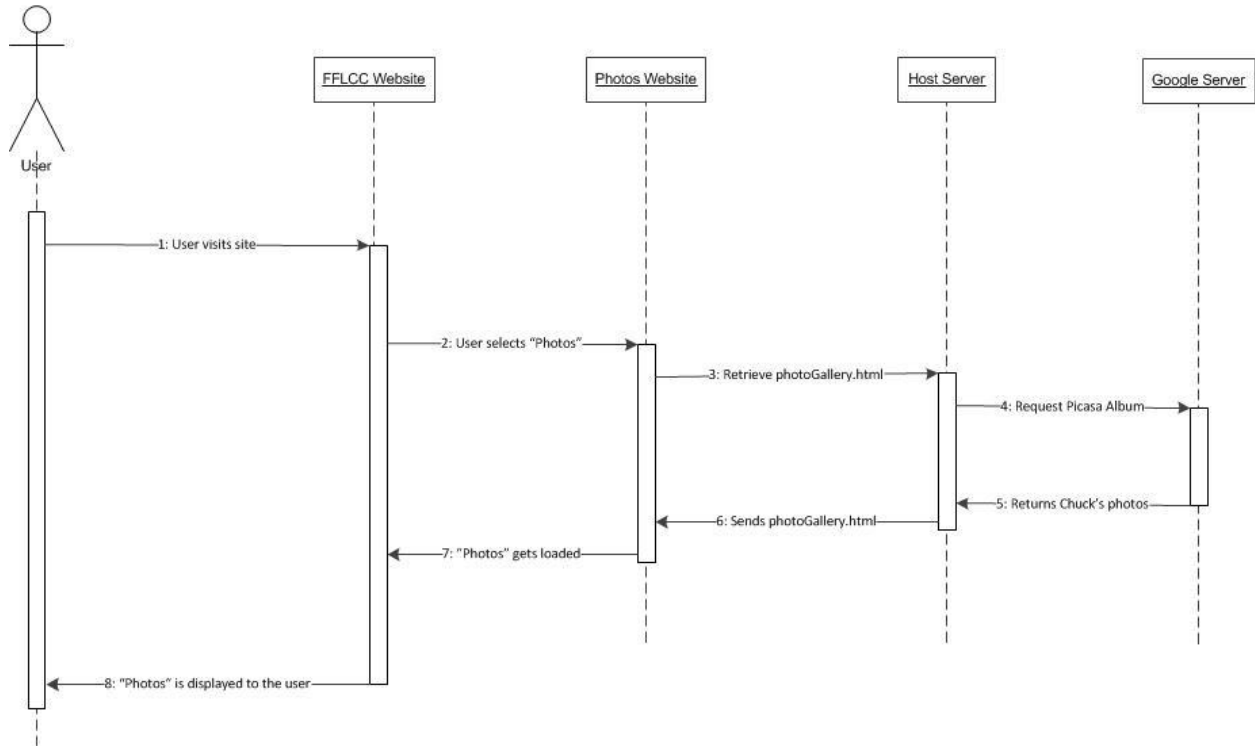 FFLCC Website
Photos Website
Host Server
Google Server
User
1: User visits site
2: User selects “Photos”
3: Retrieve photoGallery.html
4: Request Picasa Album
5: Returns Chuck’s photos
6: Sends photoGallery.html
7: “Photos” gets loaded
8: “Photos” is displayed to the user